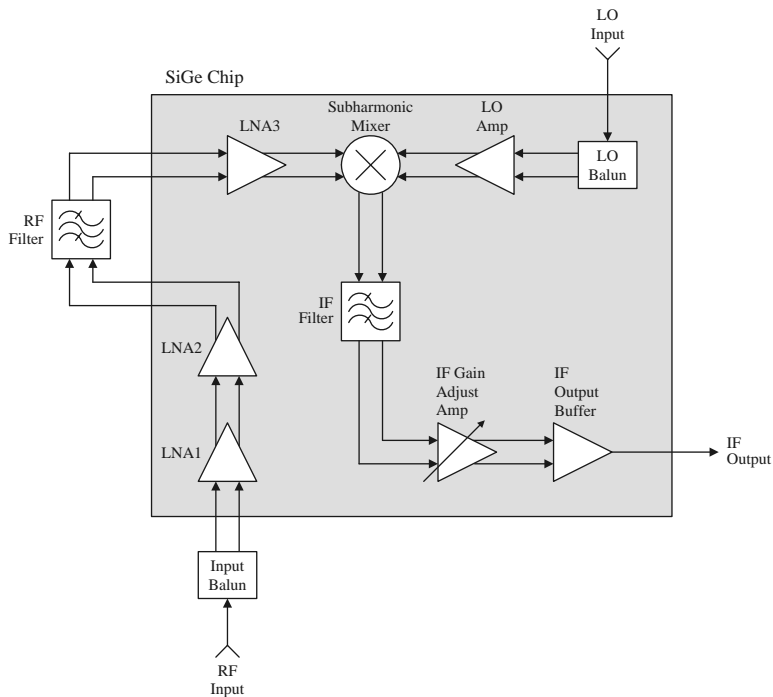 LO
Input
SiGe Chip
LNA3
Subharmonic
Mixer
LO
Amp
LO
Balun
RF
Filter
IF
Filter
LNA2
IF Gain
Adjust
Amp
IF
Output
Buffer
LNA1
IF
Output
Input
Balun
RF
Input